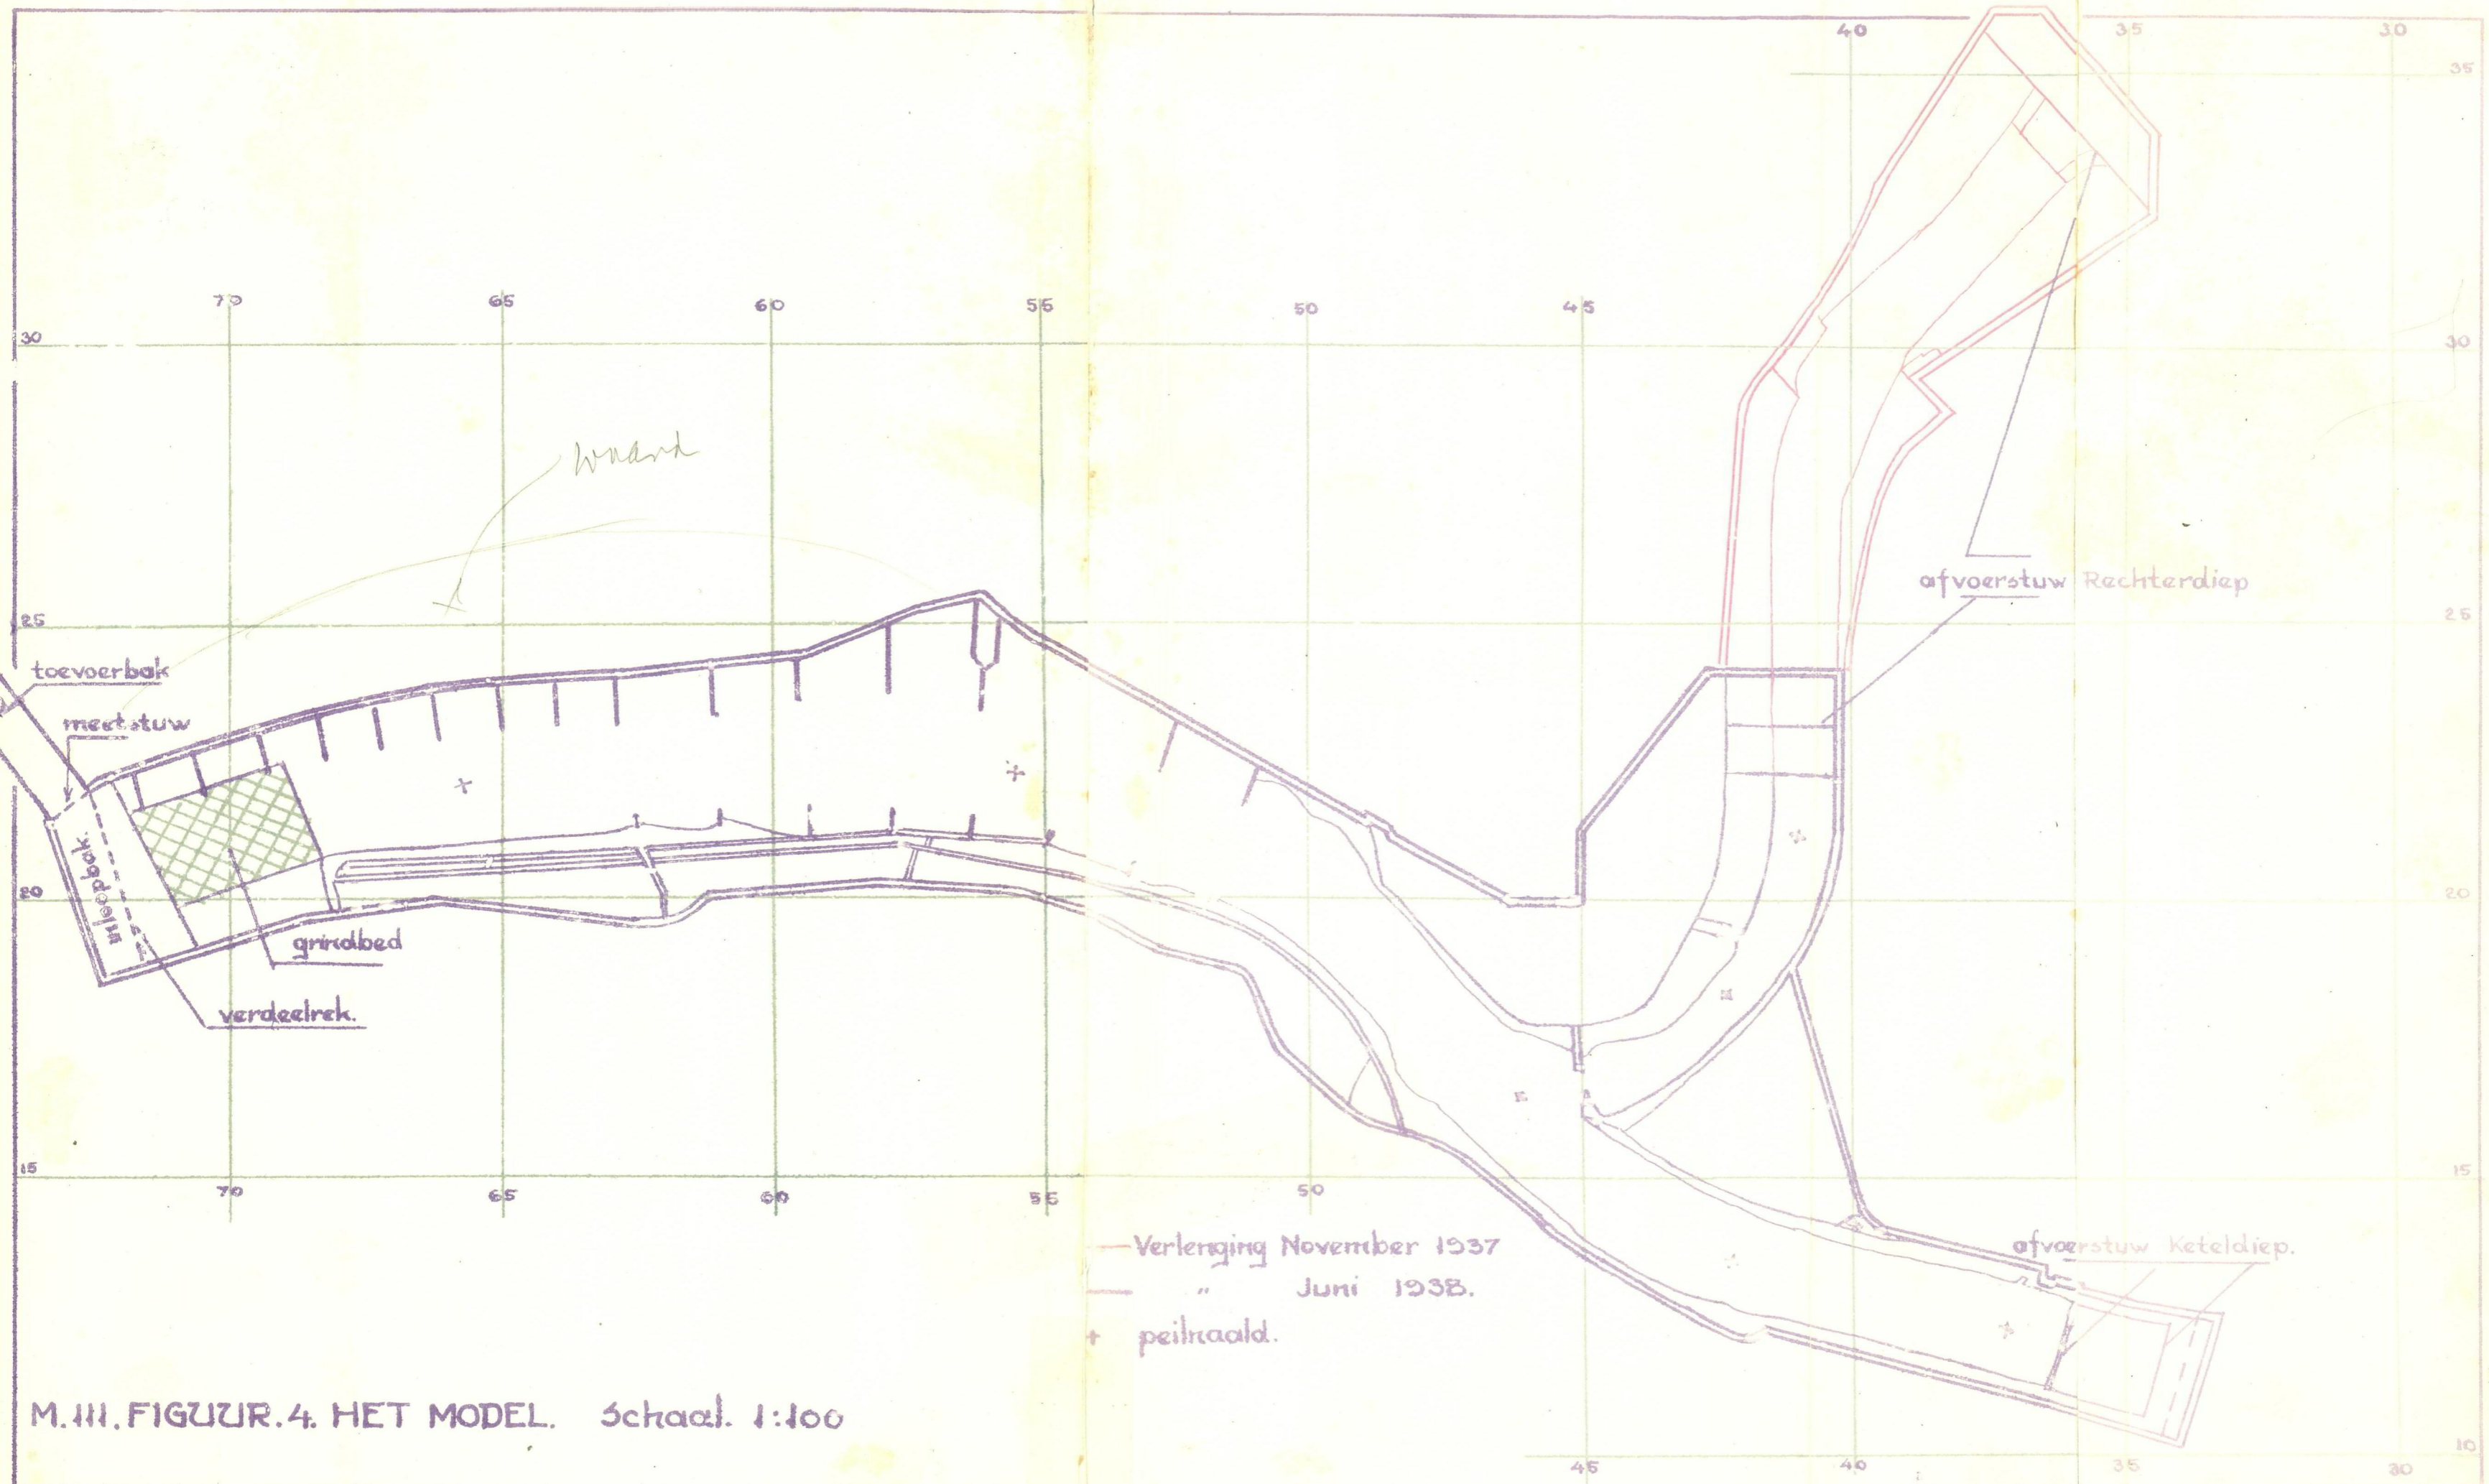 40 35 30
35
70 65 60 55 50 45
30 30
waard
25 25
afvoerstuw Rechterdiep
toevoerbak
meetstuw
inloopbak.
20 20
grindbed
verdeelrek.
15 15
70 65 60 55 50
Verlenging November 1937
" Juni 1938.
+ peilnaald.
afvoerstuw Keteldiep.
M.III. FIGUUR. 4. HET MODEL. Schaal. 1:100
10
45 40 35 30